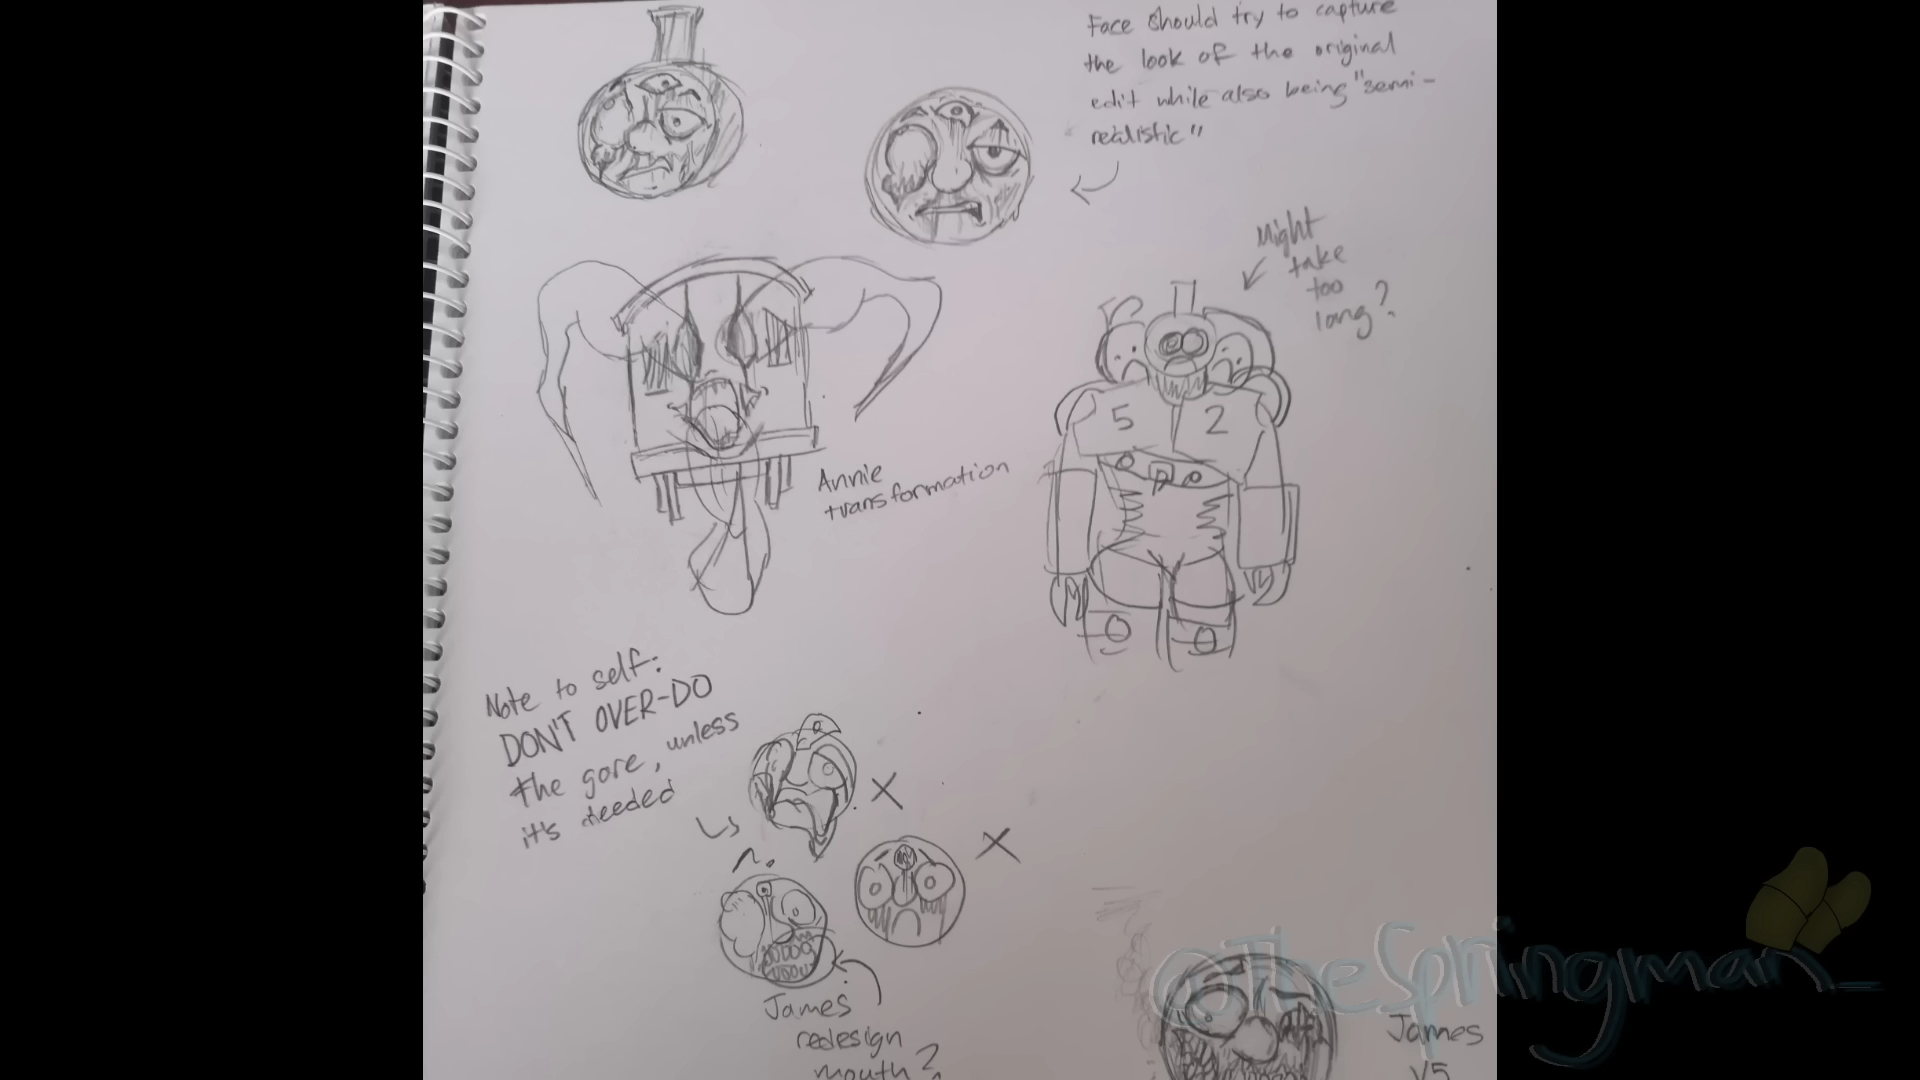 Face should try to capture
the look of the original
edit while also being "semi-
realistic"
Might
take
too
long?
5 2
Annie
transformation
Note to self:
DON'T OVER-DO
the gore, unless
it's needed
James
redesign
mouth?
@TheSpringman_
James
V5